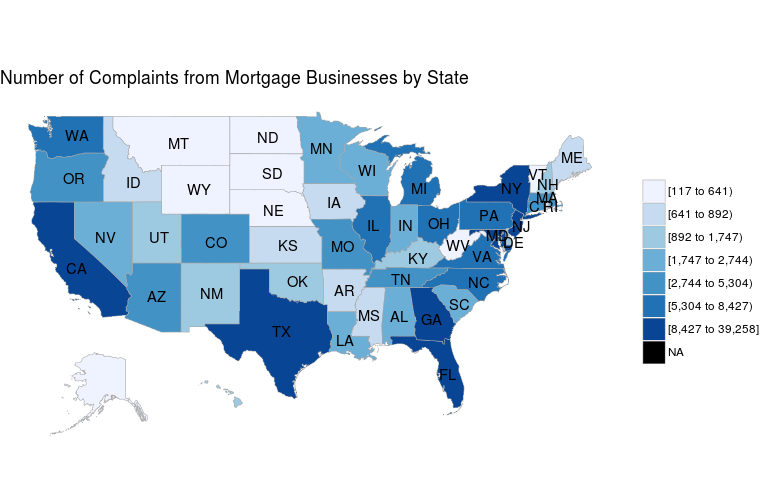 Number of Complaints from Mortgage Businesses by State
WA
MT
ND
MN
ME
VT
NH
OR
ID
SD
WI
MI
NY
MA
CT RI
WY
IA
NE
PA
NJ
NV
UT
CO
KS
MO
IL
IN
OH
MD
DE
WV
VA
CA
KY
AZ
NM
OK
AR
TN
NC
SC
MS
AL
GA
TX
LA
FL
[117 to 641)
[641 to 892)
[892 to 1,747)
[1,747 to 2,744)
[2,744 to 5,304)
[5,304 to 8,427)
[8,427 to 39,258]
NA